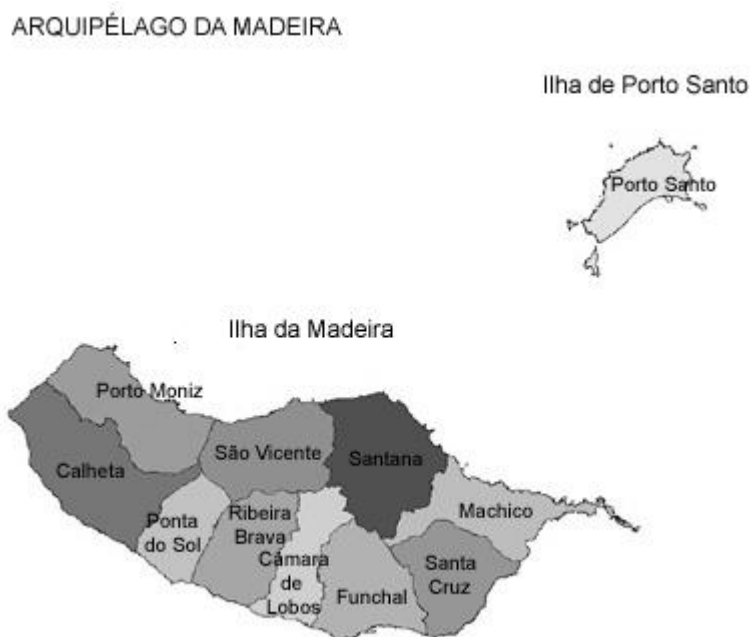 ARQUIPÉLAGO DA MADEIRA
Ilha de Porto Santo
Porto Santo
Ilha da Madeira
Porto Moniz
São Vicente
Santana
Calheta
Machico
Ponta
do Sol
Ribeira
Brava
Câmara
de
Lobos
Funchal
Santa
Cruz